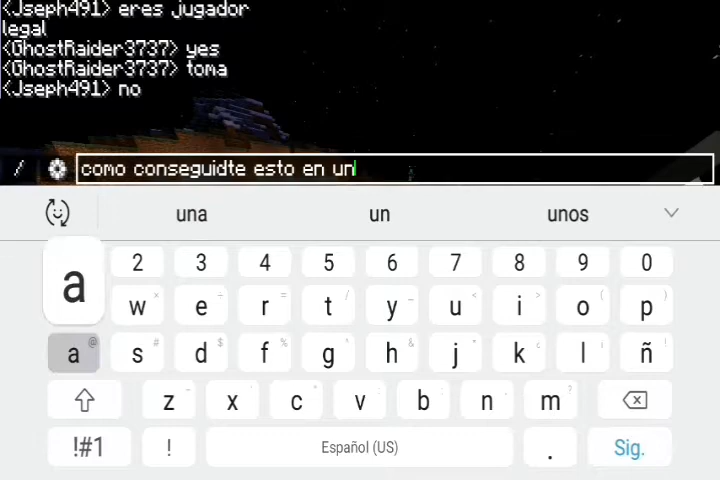 <Jseph491> eres jugador
legal
<GhostRaider3737> yes
<GhostRaider3737> toma
<Jseph491> no
/ como conseguidte esto en un
una un unos
a 2 3 4 5 6 7 8 9 0
w e r t y u i o p
a @ s # d $ f % g ^ h & j * k ( l ) ñ
z x c v b n m
!#1 ! Español (US) . Sig.